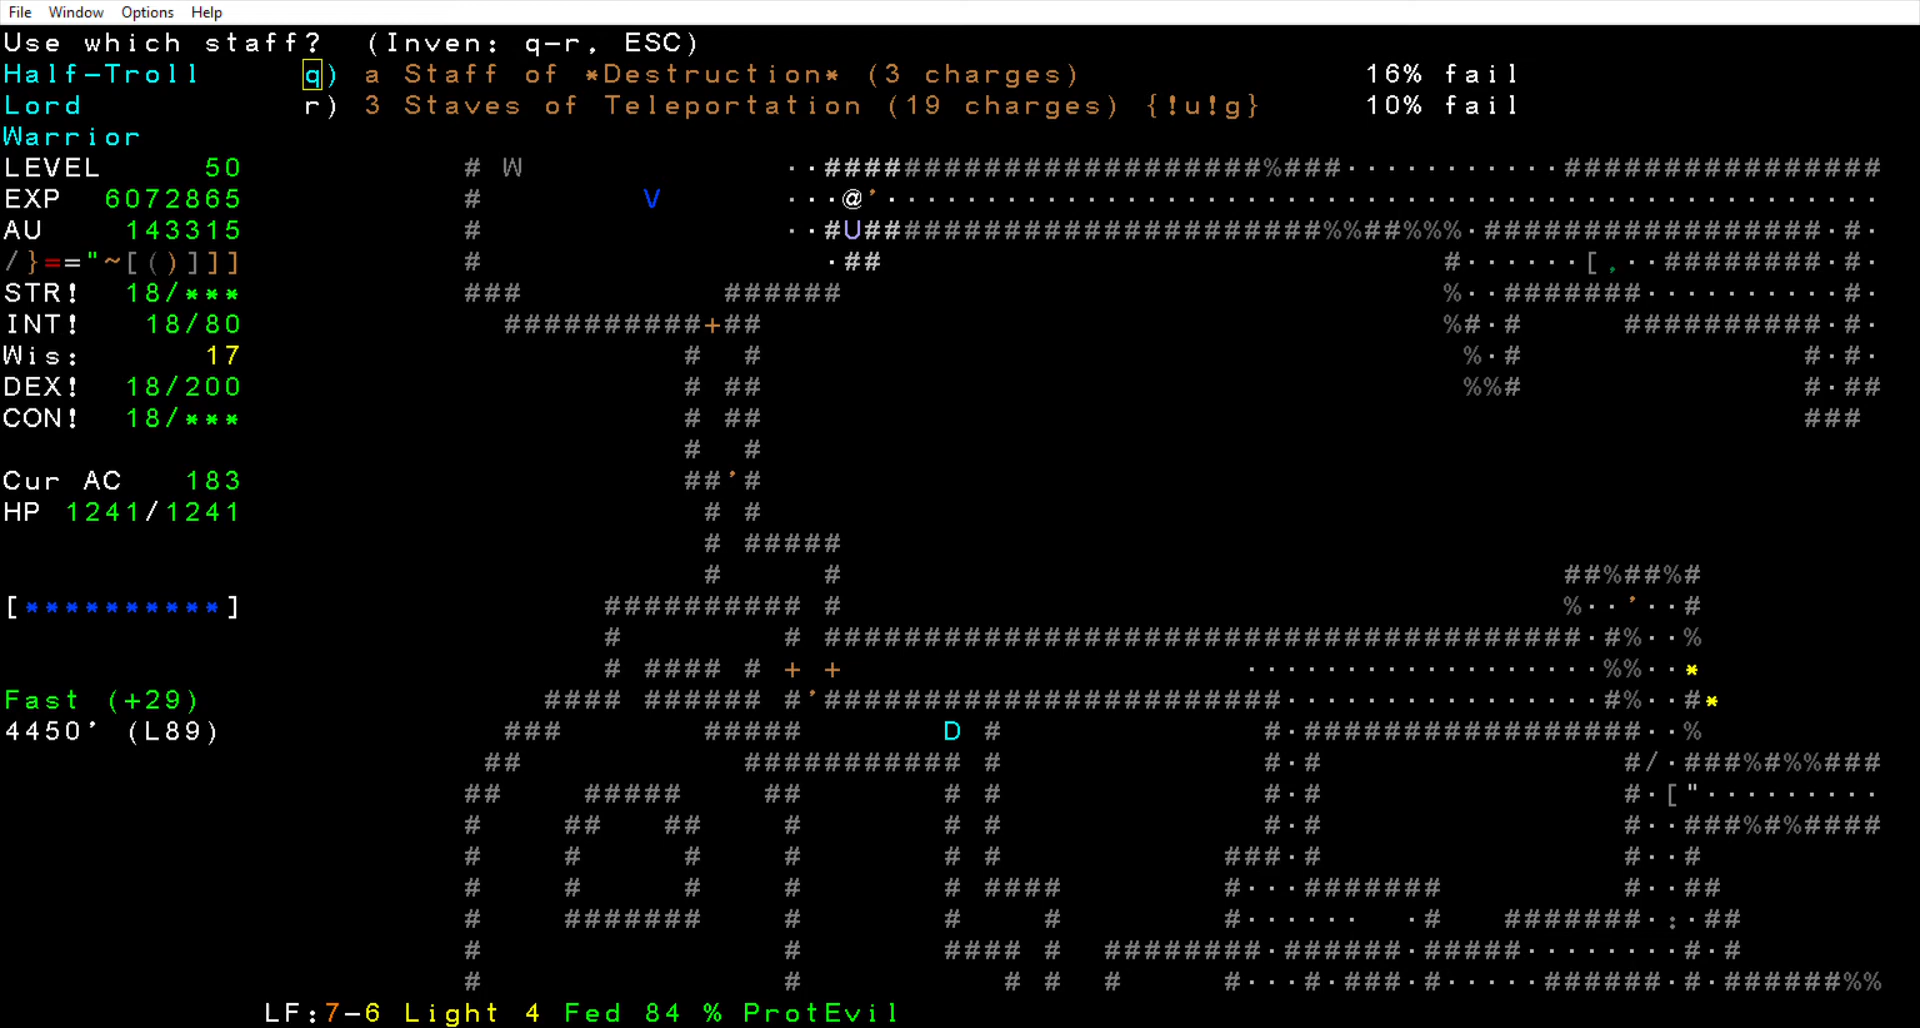 File Window Options Help
Use which staff? (Inven: q-r, ESC)
Half-Troll q) a Staff of *Destruction* (3 charges) 16% fail
Lord r) 3 Staves of Teleportation (19 charges) {!u!g} 10% fail
Warrior
LEVEL 50
EXP 6072865
AU 143315
/}==“~[()]]]
STR! 18/***
INT! 18/80
Wis: 17
DEX! 18/200
CON! 18/***
Cur AC 183
HP 1241/1241
[**********]
Fast (+29)
4450' (L89)
LF:7-6 Light 4 Fed 84 % ProtEvil